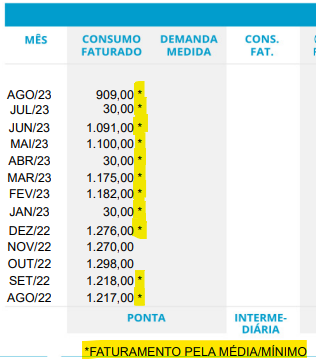 MÊS CONSUMO FATURADO DEMANDA MEDIDA CONS. FAT.
AGO/23 909,00 *
JUL/23 30,00 *
JUN/23 1.091,00 *
MAI/23 1.100,00 *
ABR/23 30,00 *
MAR/23 1.175,00 *
FEV/23 1.182,00 *
JAN/23 30,00 *
DEZ/22 1.276,00 *
NOV/22 1.270,00
OUT/22 1.298,00
SET/22 1.218,00 *
AGO/22 1.217,00 *
PONTA INTERME-
DIÁRIA
*FATURAMENTO PELA MÉDIA/MÍNIMO